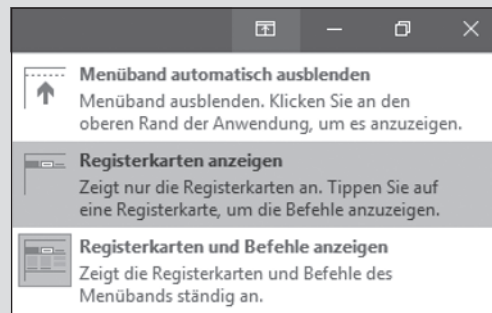 Menüband automatisch ausblenden
Menüband ausblenden. Klicken Sie an den
oberen Rand der Anwendung, um es anzuzeigen.
Registerkarten anzeigen
Zeigt nur die Registerkarten an. Tippen Sie auf
eine Registerkarte, um die Befehle anzuzeigen.
Registerkarten und Befehle anzeigen
Zeigt die Registerkarten und Befehle des
Menübands ständig an.